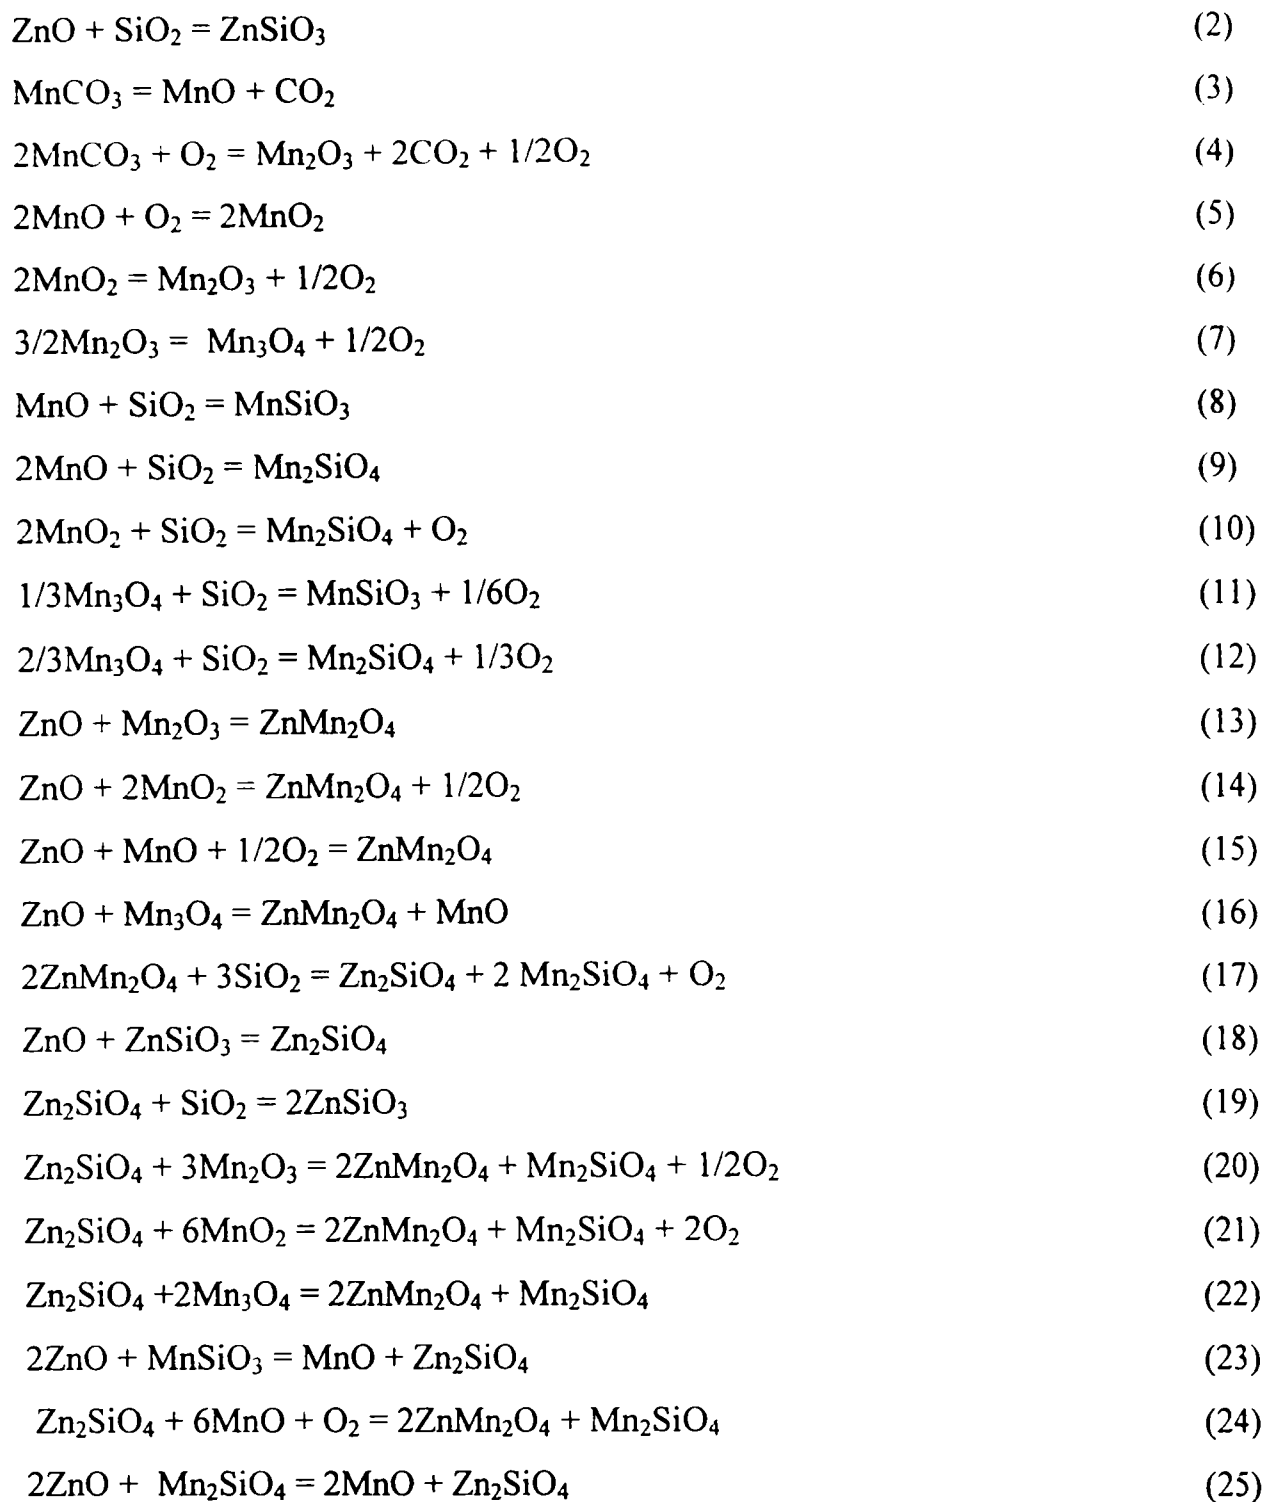 ZnO + SiO₂ = ZnSiO₃ (2)
MnCO₃ = MnO + CO₂ (3)
2MnCO₃ + O₂ = Mn₂O₃ + 2CO₂ + 1/2O₂ (4)
2MnO + O₂ = 2MnO₂ (5)
2MnO₂ = Mn₂O₃ + 1/2O₂ (6)
3/2Mn₂O₃ = Mn₃O₄ + 1/2O₂ (7)
MnO + SiO₂ = MnSiO₃ (8)
2MnO + SiO₂ = Mn₂SiO₄ (9)
2MnO₂ + SiO₂ = Mn₂SiO₄ + O₂ (10)
1/3Mn₃O₄ + SiO₂ = MnSiO₃ + 1/6O₂ (11)
2/3Mn₃O₄ + SiO₂ = Mn₂SiO₄ + 1/3O₂ (12)
ZnO + Mn₂O₃ = ZnMn₂O₄ (13)
ZnO + 2MnO₂ = ZnMn₂O₄ + 1/2O₂ (14)
ZnO + MnO + 1/2O₂ = ZnMn₂O₄ (15)
ZnO + Mn₃O₄ = ZnMn₂O₄ + MnO (16)
2ZnMn₂O₄ + 3SiO₂ = Zn₂SiO₄ + 2 Mn₂SiO₄ + O₂ (17)
ZnO + ZnSiO₃ = Zn₂SiO₄ (18)
Zn₂SiO₄ + SiO₂ = 2ZnSiO₃ (19)
Zn₂SiO₄ + 3Mn₂O₃ = 2ZnMn₂O₄ + Mn₂SiO₄ + 1/2O₂ (20)
Zn₂SiO₄ + 6MnO₂ = 2ZnMn₂O₄ + Mn₂SiO₄ + 2O₂ (21)
Zn₂SiO₄ +2Mn₃O₄ = 2ZnMn₂O₄ + Mn₂SiO₄ (22)
2ZnO + MnSiO₃ = MnO + Zn₂SiO₄ (23)
Zn₂SiO₄ + 6MnO + O₂ = 2ZnMn₂O₄ + Mn₂SiO₄ (24)
2ZnO + Mn₂SiO₄ = 2MnO + Zn₂SiO₄ (25)